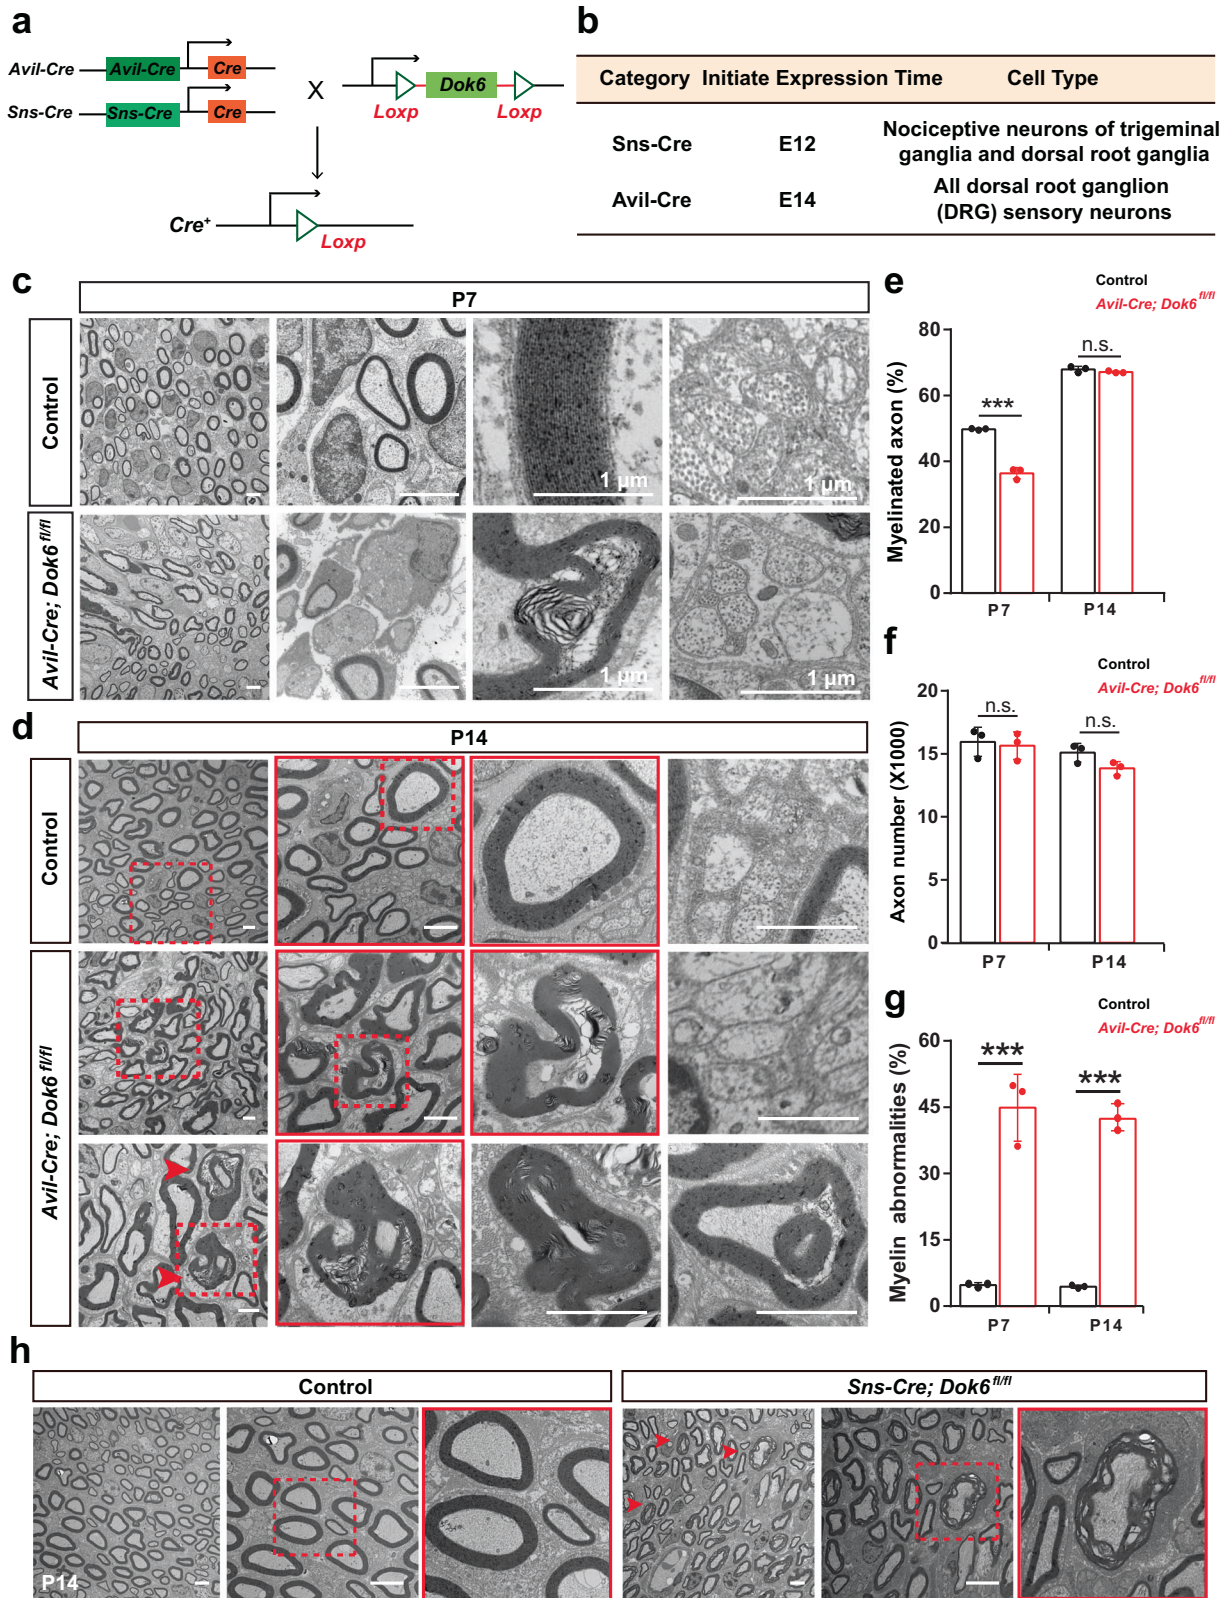 a
Avil-Cre
Avil-Cre
Cre
Sns-Cre
Sns-Cre
Cre
X
Dok6
Loxp
Loxp
Cre+
Loxp
b
Category Initiate Expression Time Cell Type
Sns-Cre E12 Nociceptive neurons of trigeminal
ganglia and dorsal root ganglia
Avil-Cre E14 All dorsal root ganglion
(DRG) sensory neurons
c
P7
Control
1 μm
1 μm
Avil-Cre; Dok6fl/fl
1 μm
1 μm
d
P14
Control
Avil-Cre; Dok6fl/fl
e
Control
Avil-Cre; Dok6fl/fl
Myelinated axon (%)
80
60
40
20
0
***
n.s.
P7
P14
f
Control
Avil-Cre; Dok6fl/fl
Axon number (X1000)
20
15
10
5
0
n.s.
n.s.
P7
P14
g
Control
Avil-Cre; Dok6fl/fl
Myelin abnormalities (%)
60
45
30
15
0
***
***
P7
P14
h
Control
Sns-Cre; Dok6fl/fl
P14